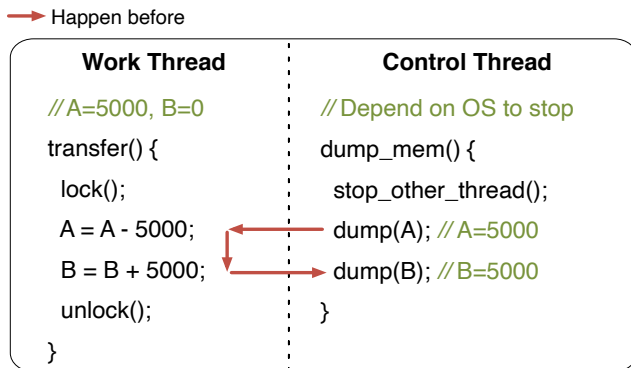 Happen before
Work Thread
//A=5000, B=0
transfer() {
lock();
A = A - 5000;
B = B + 5000;
unlock();
}
Control Thread
//Depend on OS to stop
dump_mem() {
stop_other_thread();
dump(A); //A=5000
dump(B); //B=5000
}